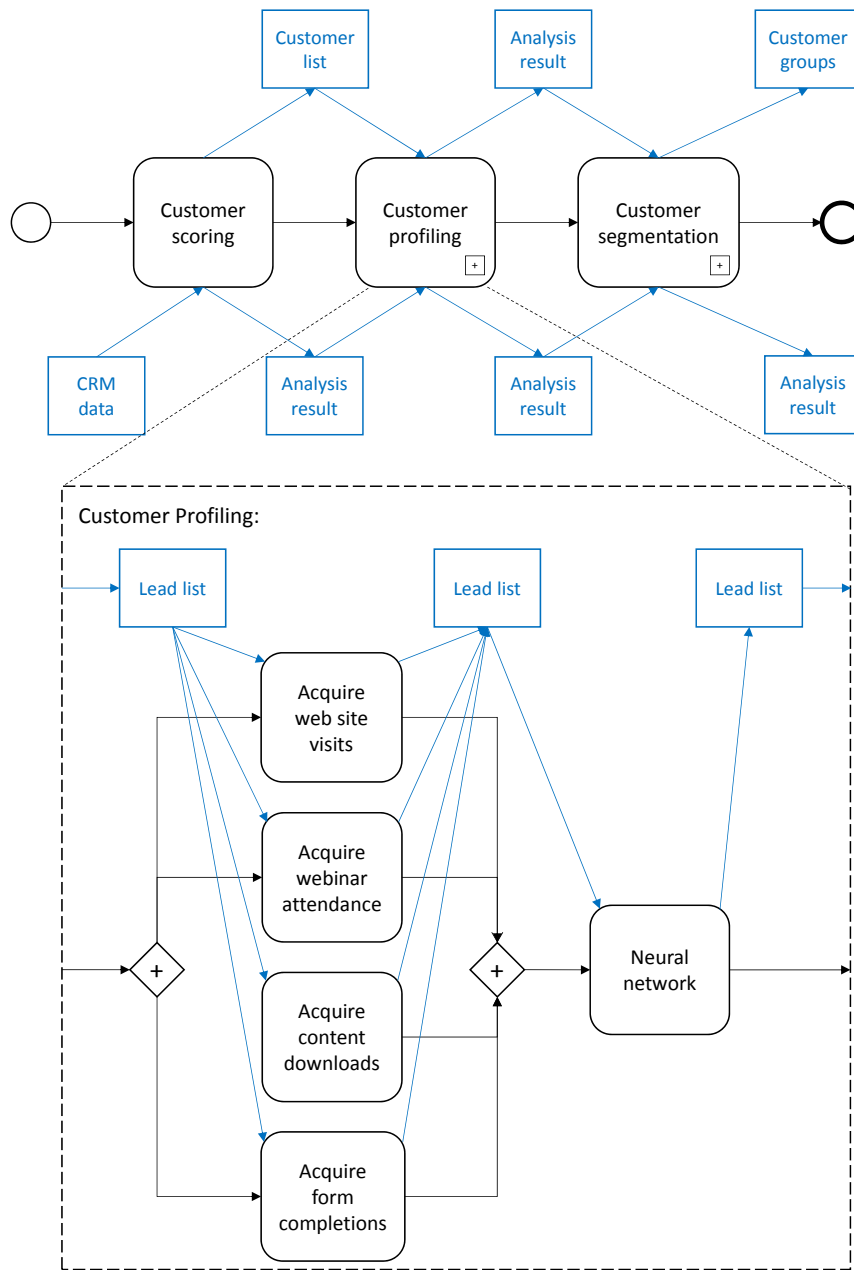 Customer
list
Analysis
result
Customer
groups
Customer
scoring
Customer
profiling
+
Customer
segmentation
+
CRM
data
Analysis
result
Analysis
result
Analysis
result
Customer Profiling:
Lead list
Lead list
Lead list
Acquire
web site
visits
Acquire
webinar
attendance
+
+
Neural
network
Acquire
content
downloads
Acquire
form
completions